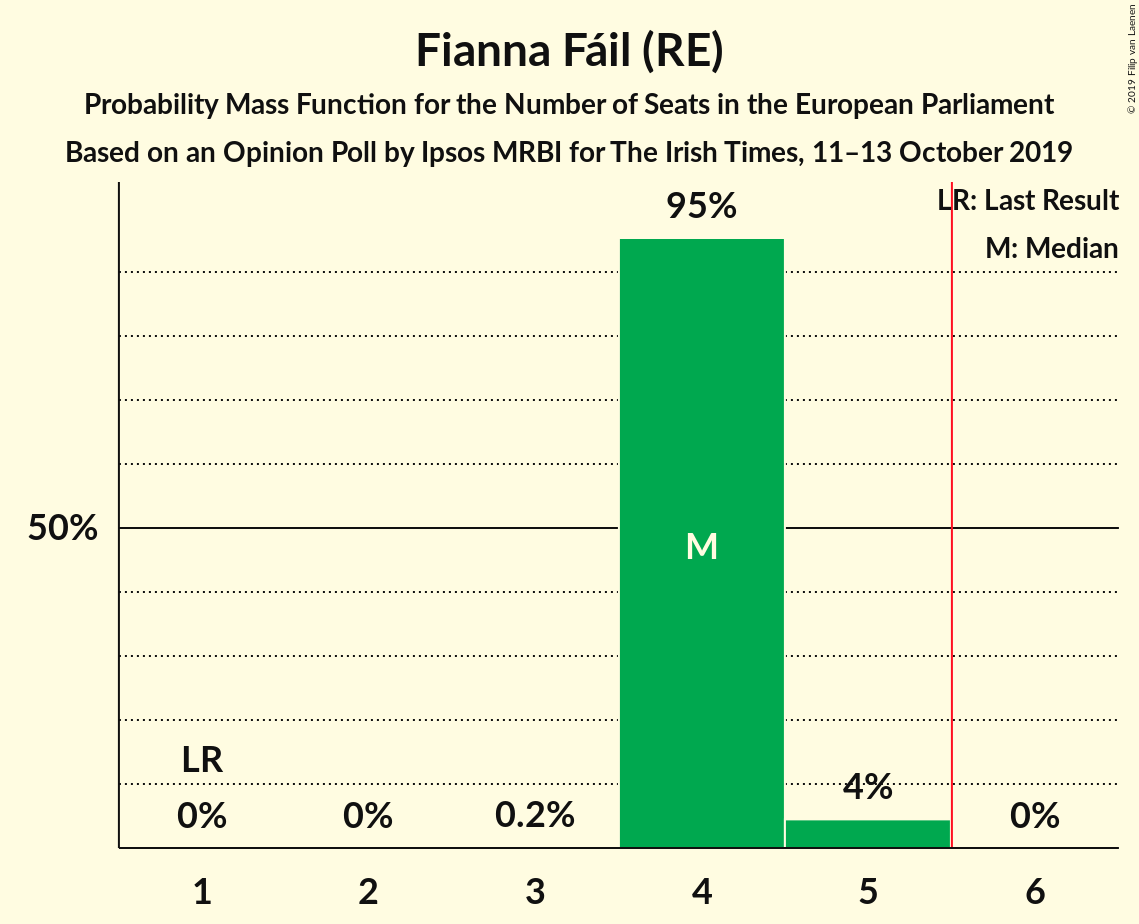 Fianna Fáil (RE)
Probability Mass Function for the Number of Seats in the European Parliament
Based on an Opinion Poll by Ipsos MRBI for The Irish Times, 11–13 October 2019
© 2019 Filip van Laenen
LR: Last Result
M: Median
95%
50%
M
LR
0%
0%
0.2%
4%
0%
1
2
3
4
5
6